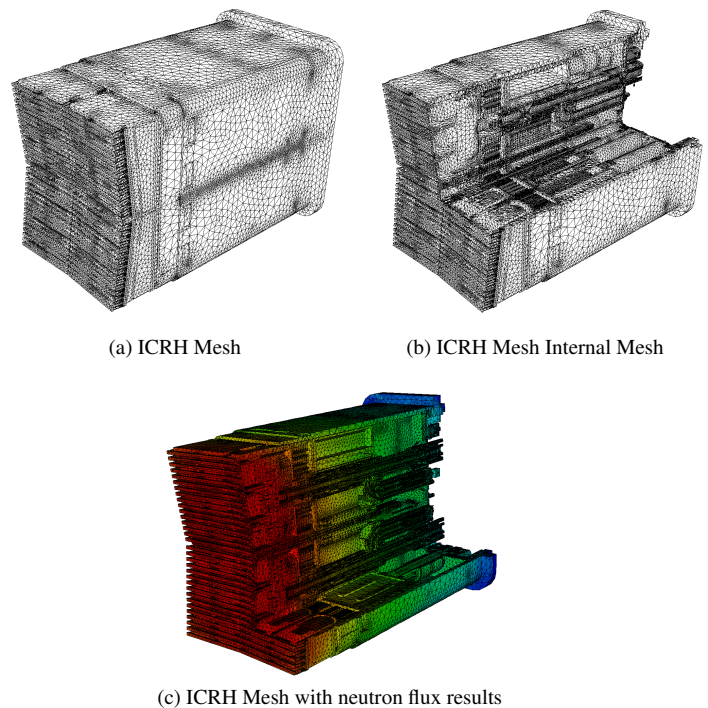 (a) ICRH Mesh
(b) ICRH Mesh Internal Mesh
(c) ICRH Mesh with neutron flux results